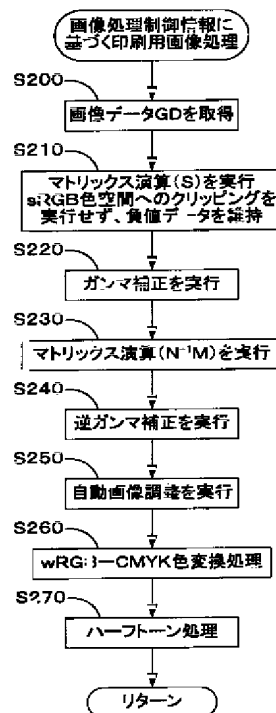 画像処理制御情報に
基づく印刷用画像処理
S200
画像データGDを取得
S210
マトリックス演算(S)を実行
sRGB色空間へのクリッピングを
実行せず、負値データを維持
S220
ガンマ補正を実行
S230
マトリックス演算(N⁻¹M)を実行
S240
逆ガンマ補正を実行
S250
自動画像調整を実行
S260
wRGB－CMYK色変換処理
S270
ハーフトーン処理
リターン